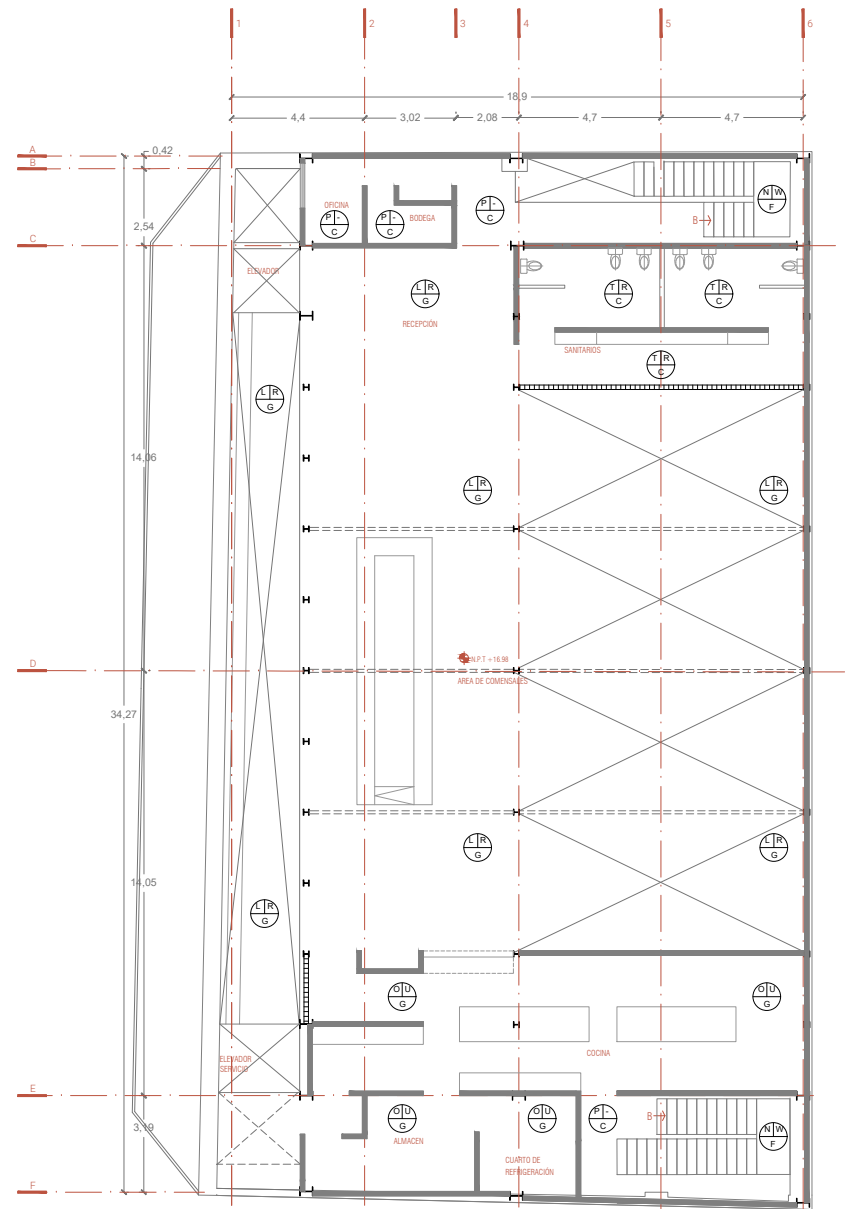 1 2 3 4 5 6
18,9
4,4 3,02 2,08 4,7 4,7
A
0,42
B
OFICINA
P - C
P - C
BODEGA
P - C
N W F
2,54
B
C
ELEVADOR
L R G
T R C
T R C
RECEPCIÓN
SANITARIOS
T R C
L R G
14,06
L R G
L R G
N.P.T +16.98
D
AREA DE COMENSALES
34,27
L R G
L R G
14,05
L R G
O U G
O U G
COCINA
ELEVADOR
SERVICIO
E
O U G
O U G
P - C
B
N W F
3,19
ALMACEN
CUARTO DE
REFRIGERACIÓN
F